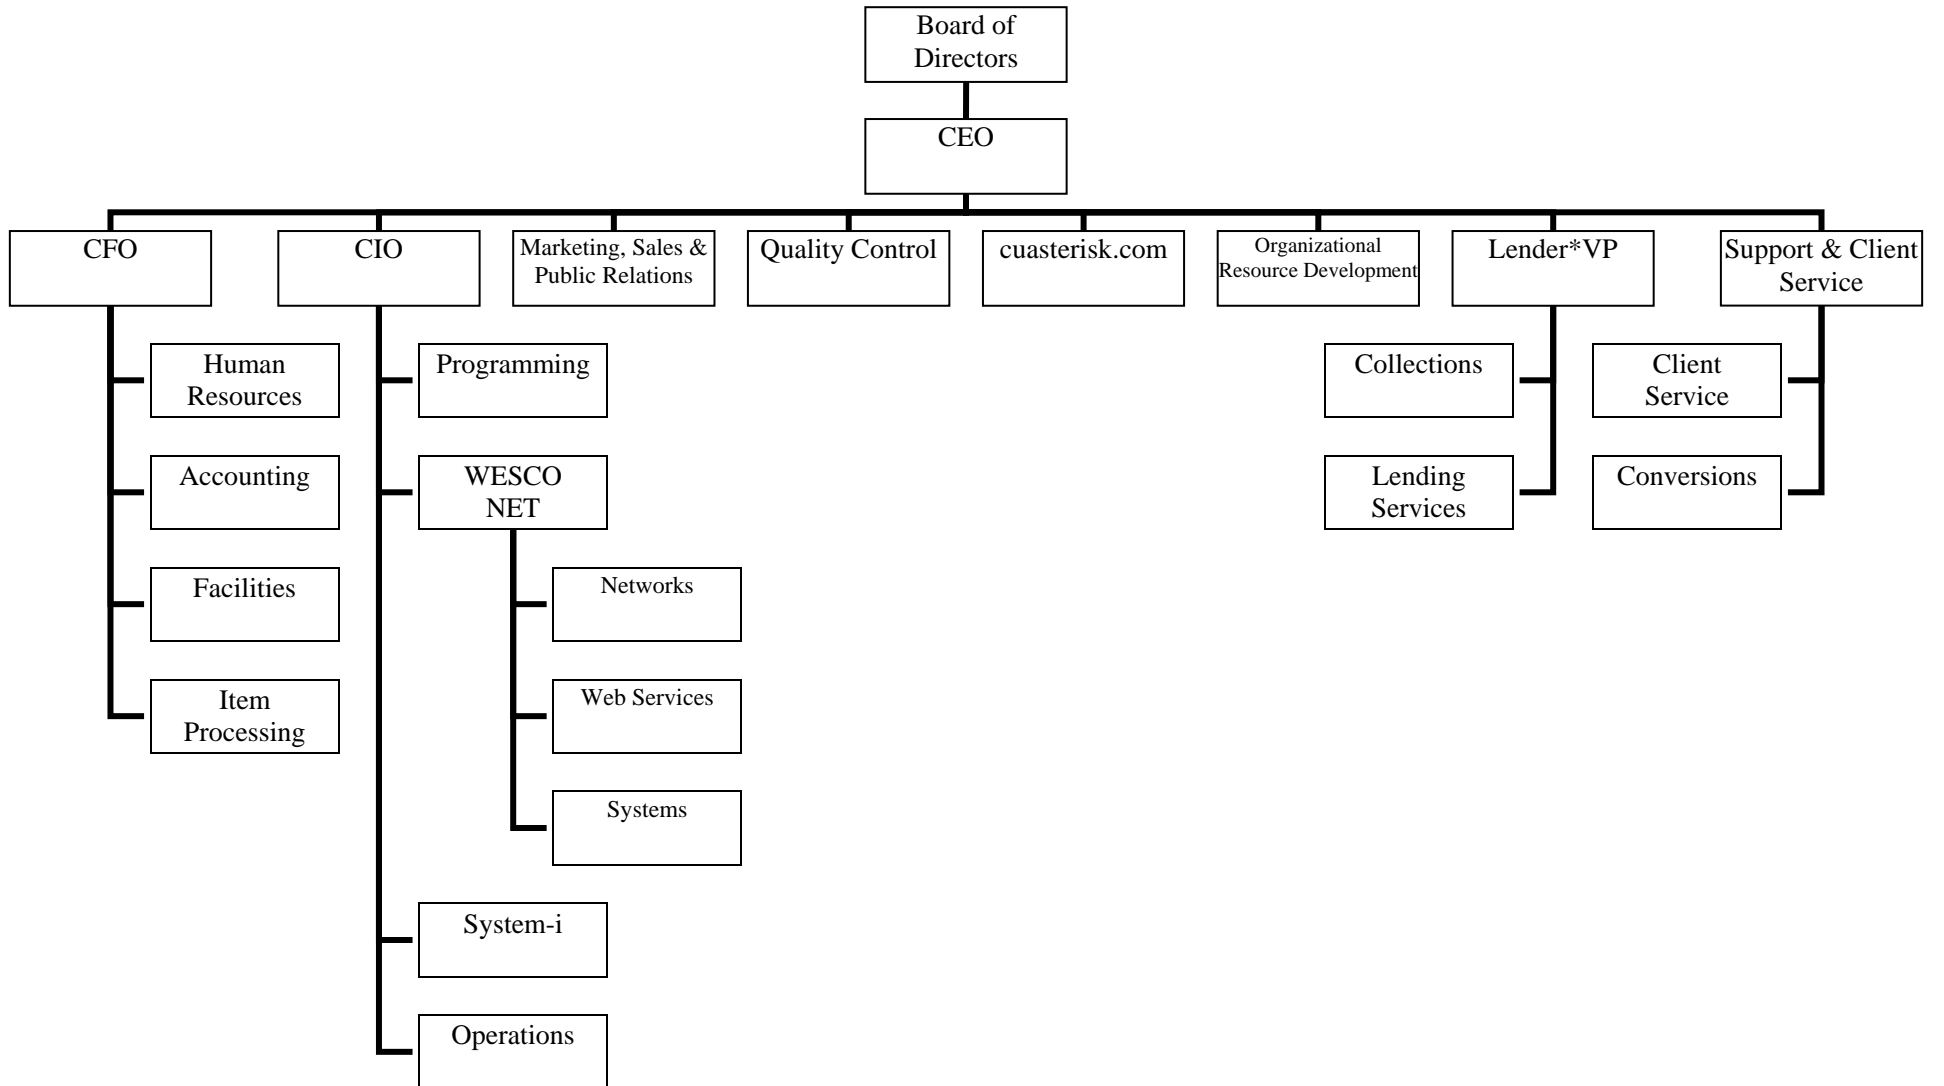 Board of
Directors
CEO
CFO
CIO
Marketing, Sales &
Public Relations
Quality Control
cuasterisk.com
Organizational
Resource Development
Lender*VP
Support & Client
Service
Human
Resources
Accounting
Facilities
Item
Processing
Programming
WESCO
NET
Networks
Web Services
Systems
System-i
Operations
Collections
Lending
Services
Client
Service
Conversions